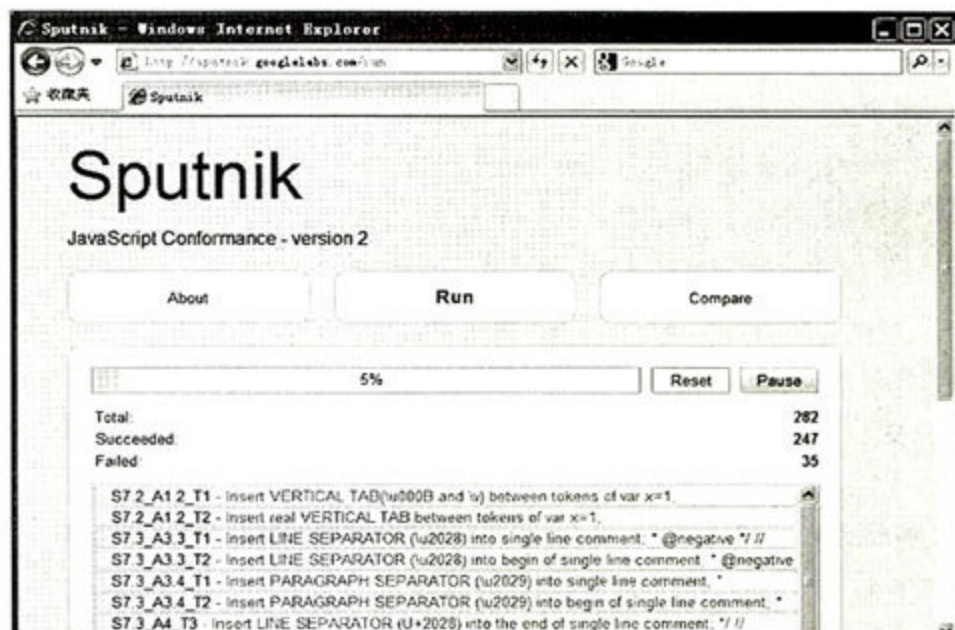 Sputnik - Windows Internet Explorer
http://sputnik.googlelabs.com/run
Google
收藏夹
Sputnik
Sputnik
JavaScript Conformance - version 2
About
Run
Compare
5%
Reset
Pause
Total: 282
Succeeded: 247
Failed: 35
S7.2_A1.2_T1 - Insert VERTICAL TAB(\u000B and \v) between tokens of var x=1,
S7.2_A1.2_T2 - Insert real VERTICAL TAB between tokens of var x=1,
S7.3_A3.3_T1 - Insert LINE SEPARATOR (\u2028) into single line comment; * @negative */ //
S7.3_A3.3_T2 - Insert LINE SEPARATOR (\u2028) into begin of single line comment, * @negative
S7.3_A3.4_T1 - Insert PARAGRAPH SEPARATOR (\u2029) into single line comment, *
S7.3_A3.4_T2 - Insert PARAGRAPH SEPARATOR (\u2029) into begin of single line comment, *
S7.3_A4_T3 - Insert LINE SEPARATOR (U+2028) into the end of single line comment; */ //